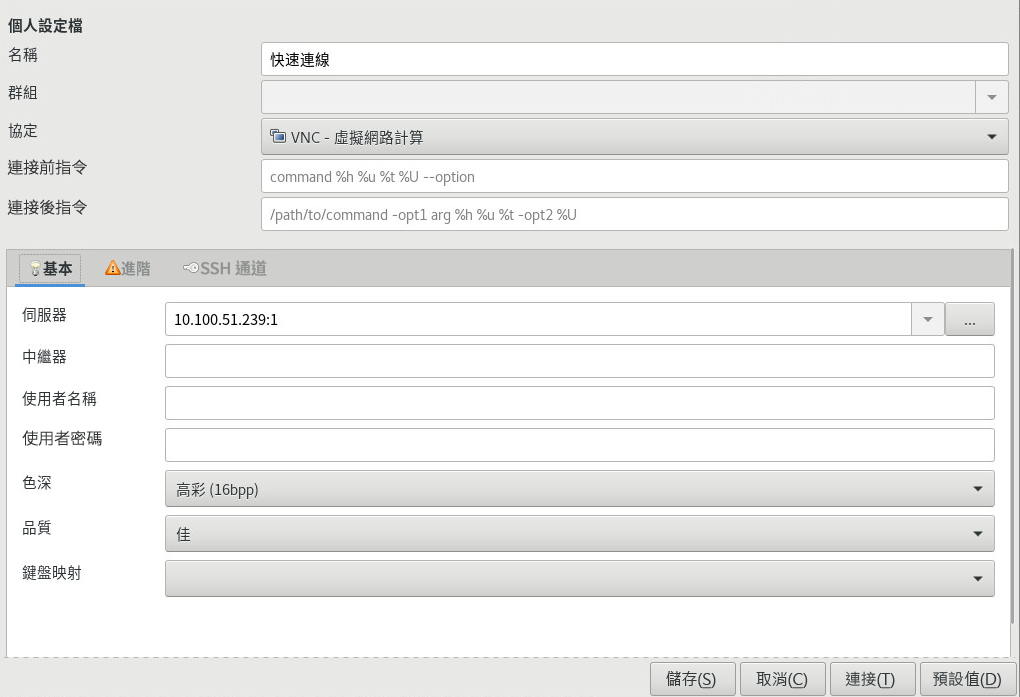 個人設定檔
名稱 快速連線
群組
協定 VNC - 虛擬網路計算
連接前指令 command %h %u %t %U --option
連接後指令 /path/to/command -opt1 arg %h %u %t -opt2 %U
基本 進階 SSH 通道
伺服器 10.100.51.239:1 ...
中繼器
使用者名稱
使用者密碼
色深 高彩 (16bpp)
品質 佳
鍵盤映射
儲存(S) 取消(C) 連接(T) 預設值(D)